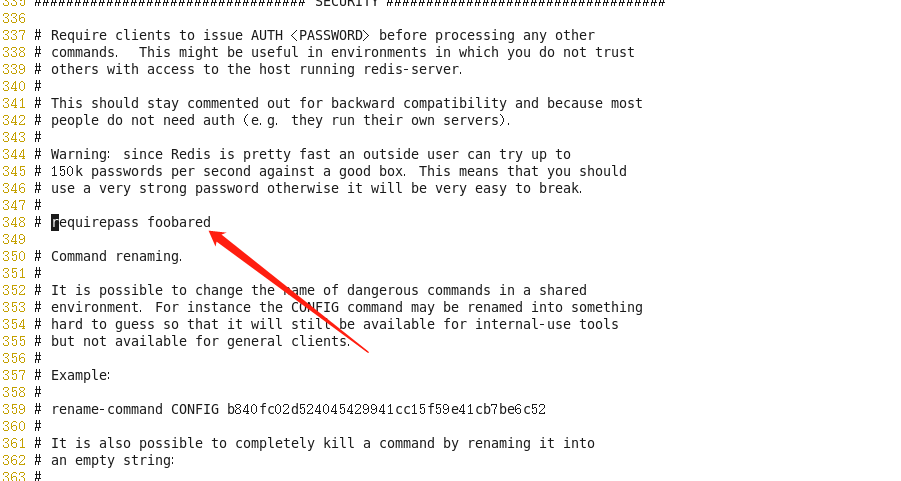 335 ################################## SECURITY ###################################
336
337 # Require clients to issue AUTH <PASSWORD> before processing any other
338 # commands.  This might be useful in environments in which you do not trust
339 # others with access to the host running redis-server.
340 #
341 # This should stay commented out for backward compatibility and because most
342 # people do not need auth (e.g. they run their own servers).
343 #
344 # Warning: since Redis is pretty fast an outside user can try up to
345 # 150k passwords per second against a good box. This means that you should
346 # use a very strong password otherwise it will be very easy to break.
347 #
348 # requirepass foobared
349
350 # Command renaming.
351 #
352 # It is possible to change the name of dangerous commands in a shared
353 # environment. For instance the CONFIG command may be renamed into something
354 # hard to guess so that it will still be available for internal-use tools
355 # but not available for general clients.
356 #
357 # Example:
358 #
359 # rename-command CONFIG b840fc02d524045429941cc15f59e41cb7be6c52
360 #
361 # It is also possible to completely kill a command by renaming it into
362 # an empty string:
363 #